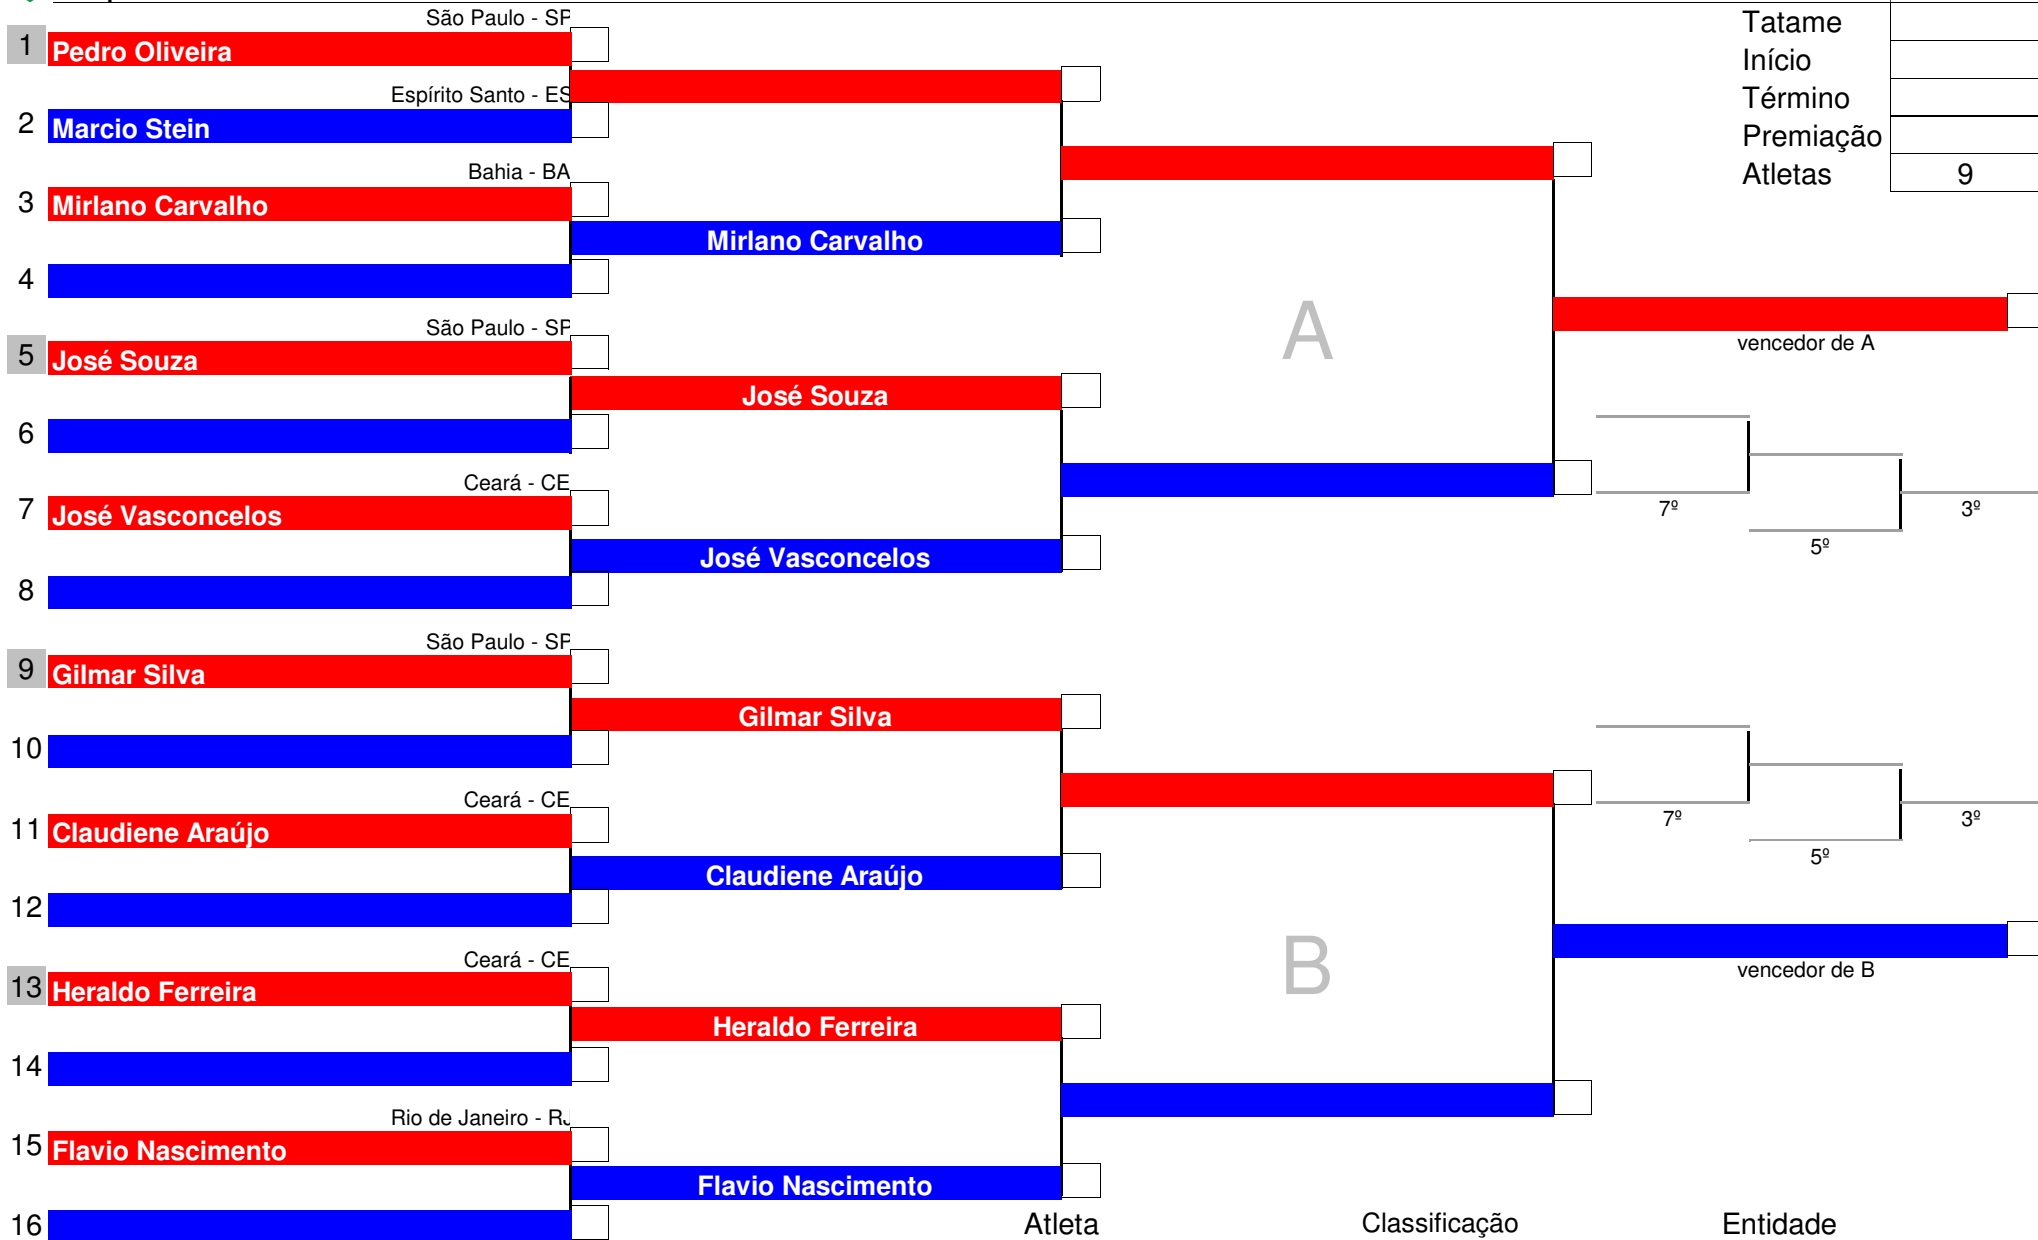 São Paulo - SP
1 Pedro Oliveira
Espírito Santo - ES
2 Marcio Stein
Bahia - BA
3 Mirlano Carvalho
Mirlano Carvalho
4
São Paulo - SP
5 José Souza
José Souza
6
Ceará - CE
7 José Vasconcelos
José Vasconcelos
8
São Paulo - SP
9 Gilmar Silva
Gilmar Silva
10
Ceará - CE
11 Claudiene Araújo
Claudiene Araújo
12
Ceará - CE
13 Heraldo Ferreira
Heraldo Ferreira
14
Rio de Janeiro - RJ
15 Flavio Nascimento
Flavio Nascimento
16
A
B
Tatame
Início
Término
Premiação
Atletas 9
vencedor de A
7º
3º
5º
7º
3º
5º
vencedor de B
Atleta Classificação Entidade